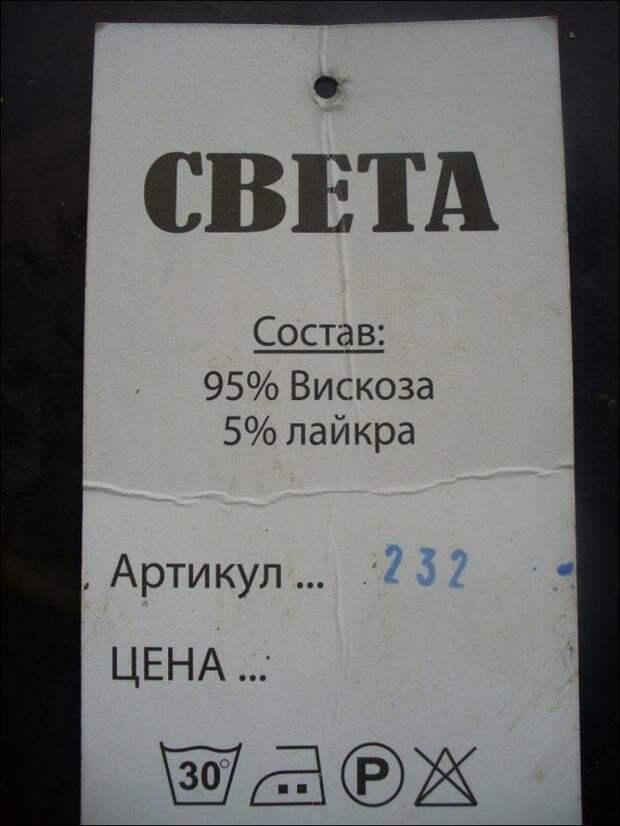 СВЕТА
Состав:
95% Вискоза
5% лайкра
Артикул ... 232
ЦЕНА ...
30° P